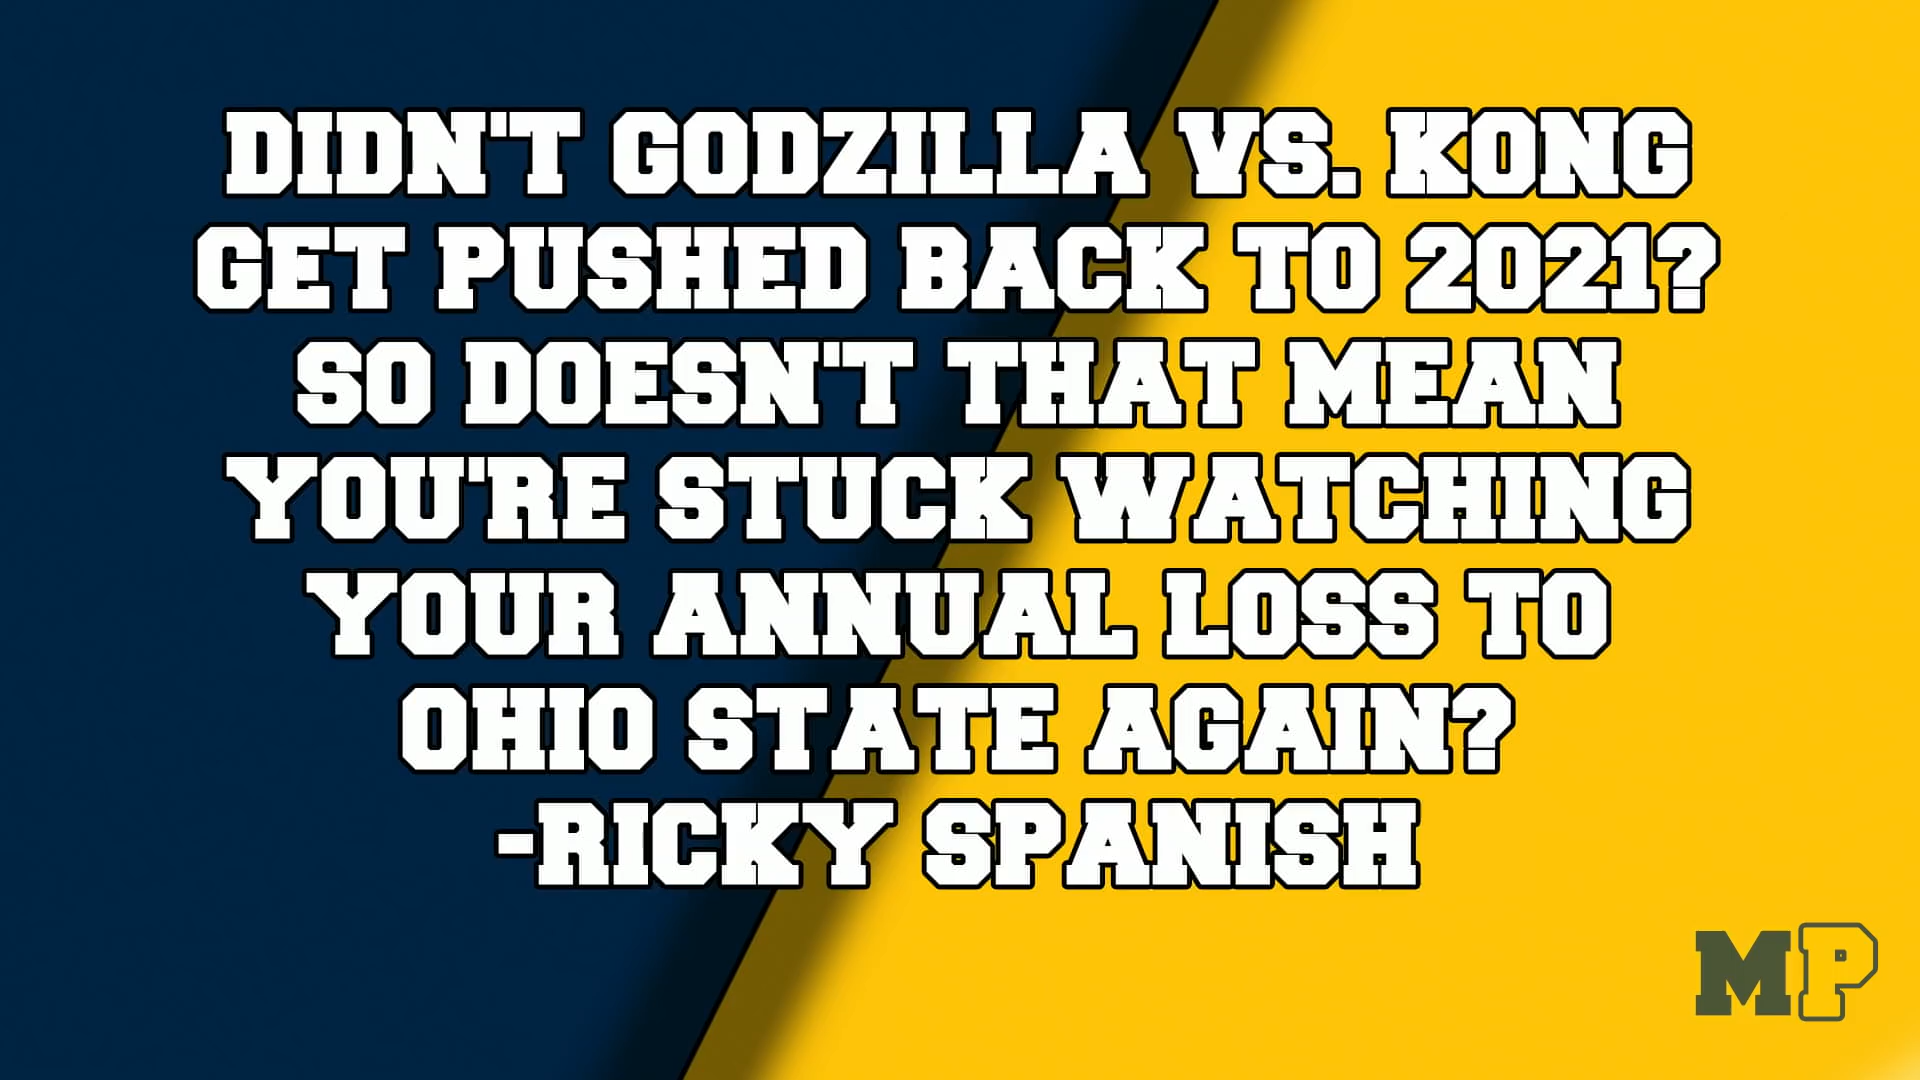 DIDN'T GODZILLA VS. KONG
GET PUSHED BACK TO 2021?
SO DOESN'T THAT MEAN
YOU'RE STUCK WATCHING
YOUR ANNUAL LOSS TO
OHIO STATE AGAIN?
-RICKY SPANISH
MP